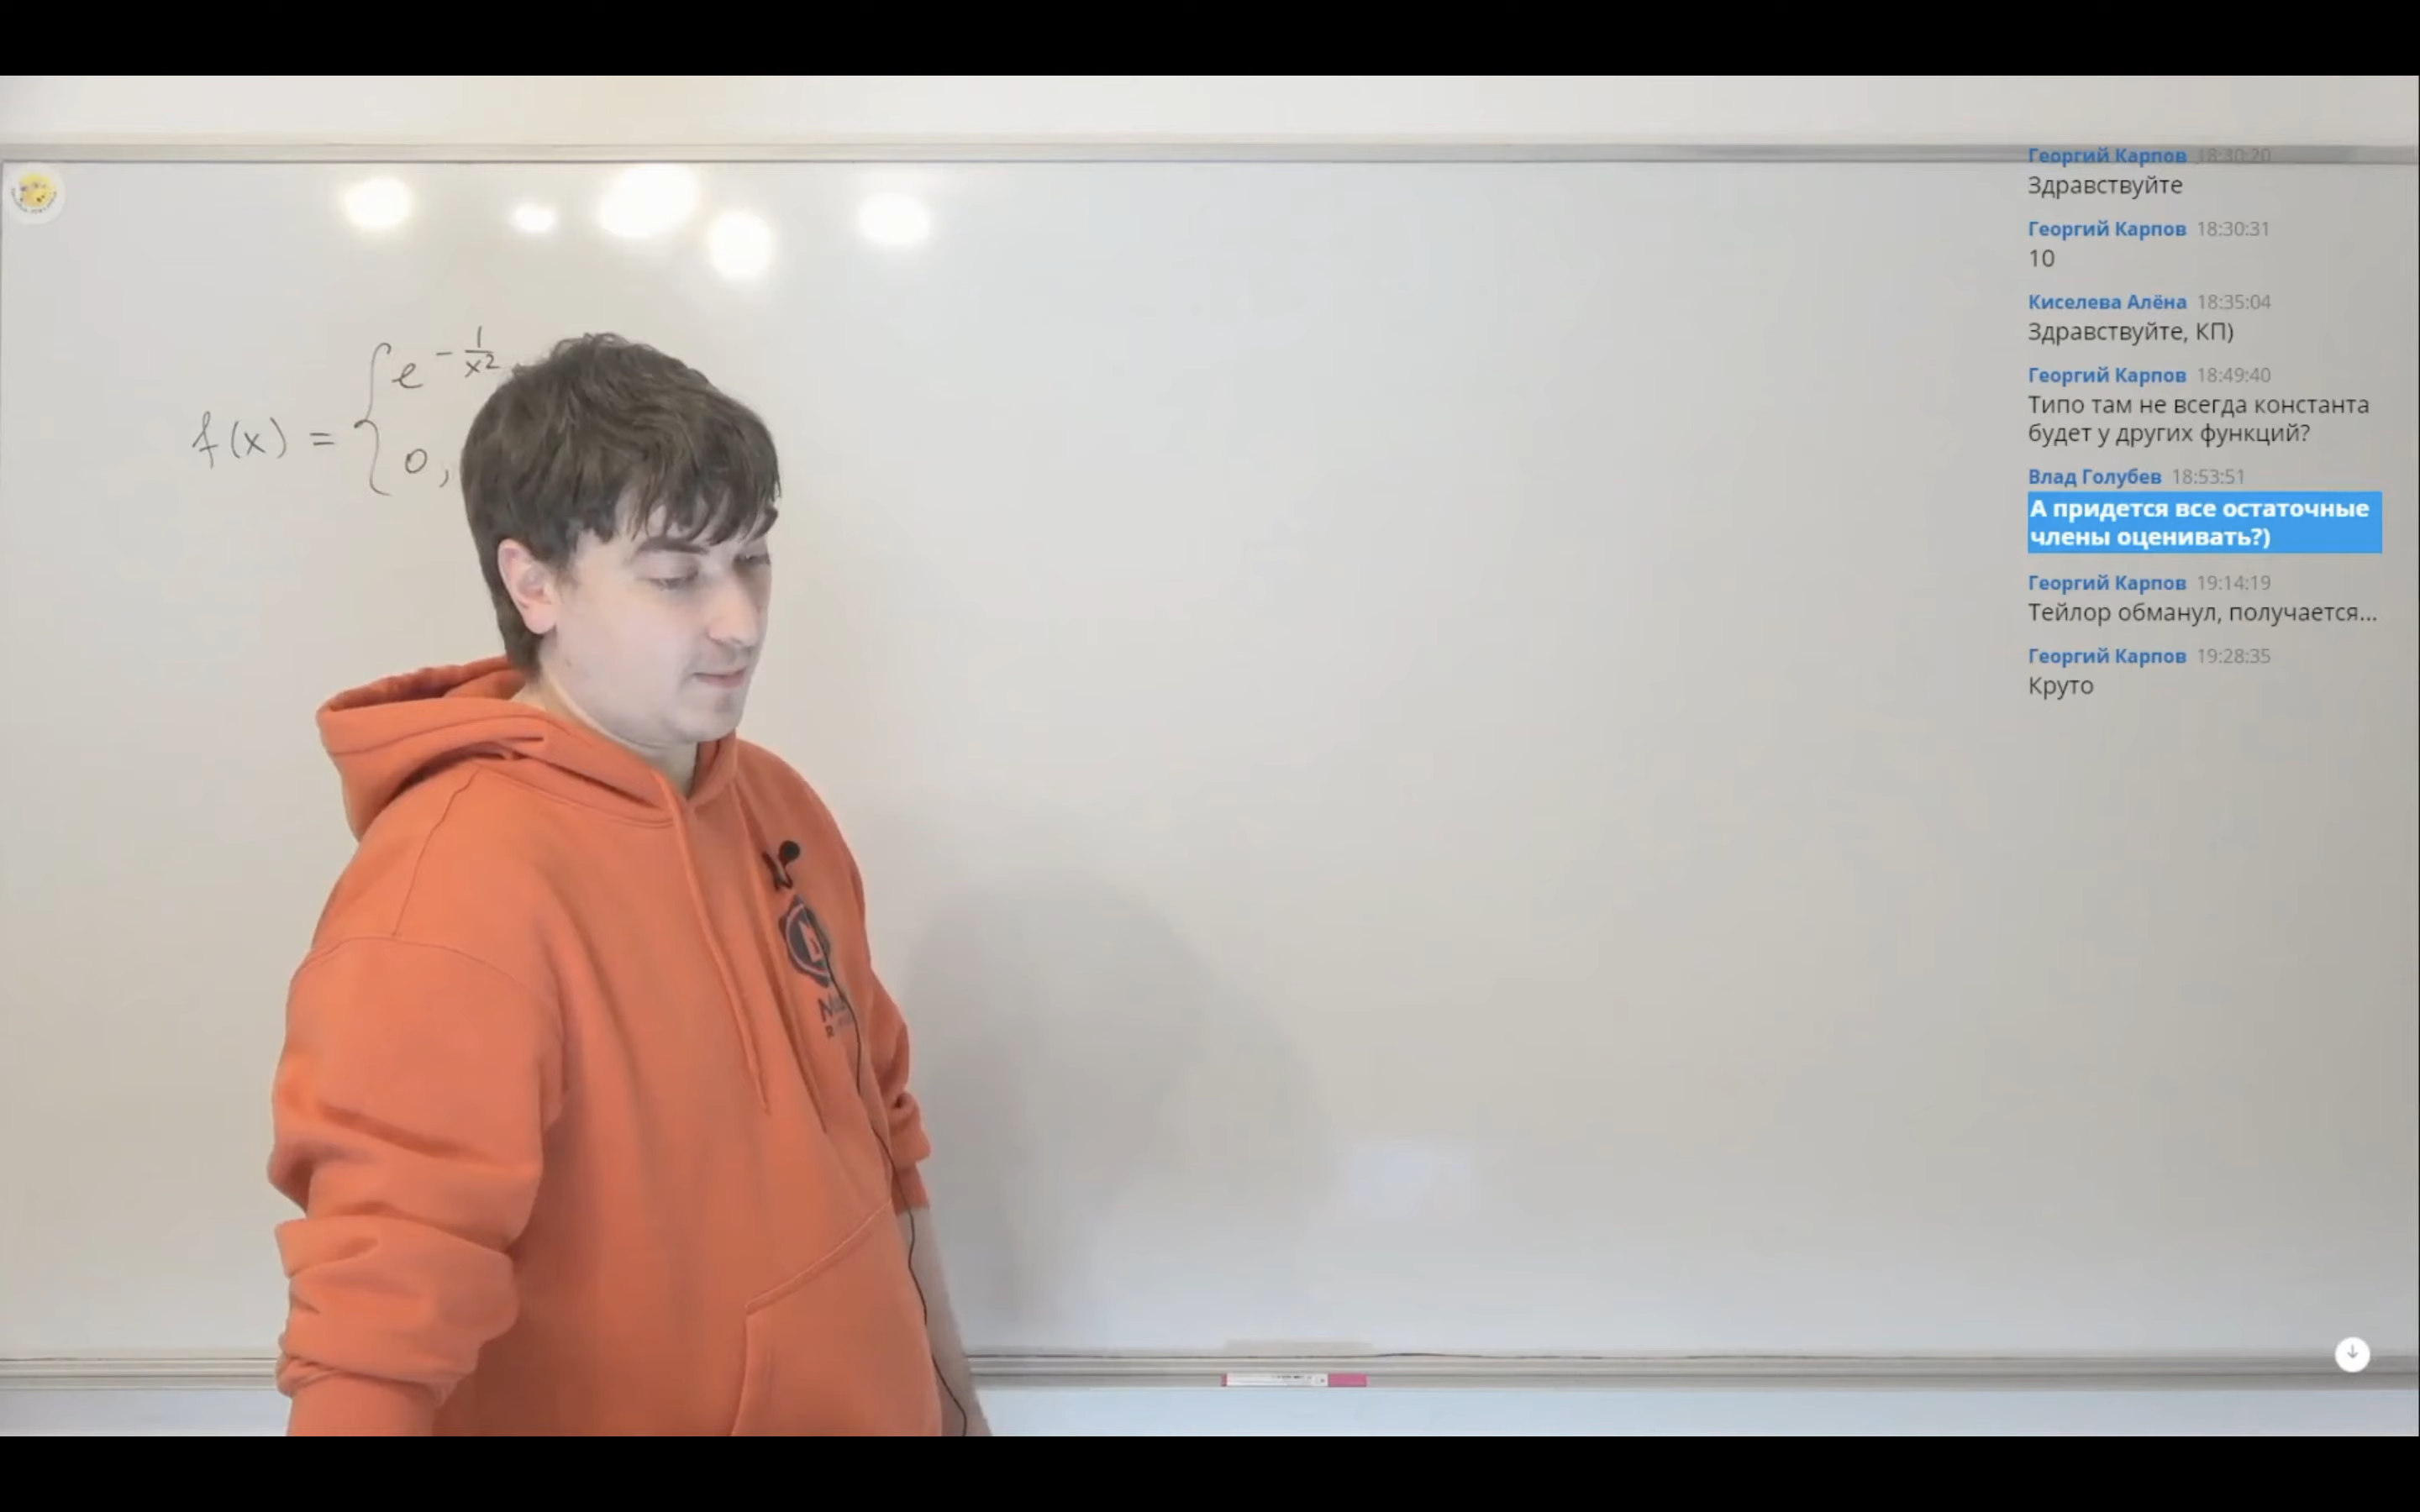 f(x) = { e^{-\frac{1}{x^2}}
0,
Георгий Карпов 18:30:20
Здравствуйте
Георгий Карпов 18:30:31
10
Киселева Алёна 18:35:04
Здравствуйте, КП)
Георгий Карпов 18:49:40
Типо там не всегда константа
будет у других функций?
Влад Голубев 18:53:51
А придется все остаточные
члены оценивать?)
Георгий Карпов 19:14:19
Тейлор обманул, получается...
Георгий Карпов 19:28:35
Круто